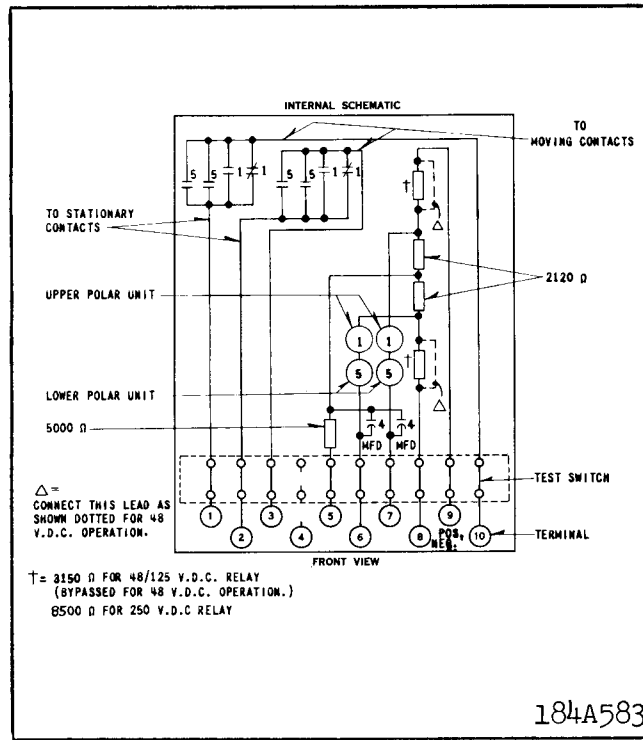 INTERNAL SCHEMATIC
TO
MOVING CONTACTS
5 5 1 1 5 5 1 1
†
TO STATIONARY
CONTACTS
△
2120 Ω
UPPER POLAR UNIT
1 1
†
LOWER POLAR UNIT
5 5
△
5000 Ω
4 4
MFD MFD
TEST SWITCH
△ =
CONNECT THIS LEAD AS
SHOWN DOTTED FOR 48
V.D.C. OPERATION.
1 3 5 7 9
2 4 6 8 10
POS.
NEG.
TERMINAL
FRONT VIEW
† = 3150 Ω FOR 48/125 V.D.C. RELAY
(BYPASSED FOR 48 V.D.C. OPERATION.)
8500 Ω FOR 250 V.D.C RELAY
184A583